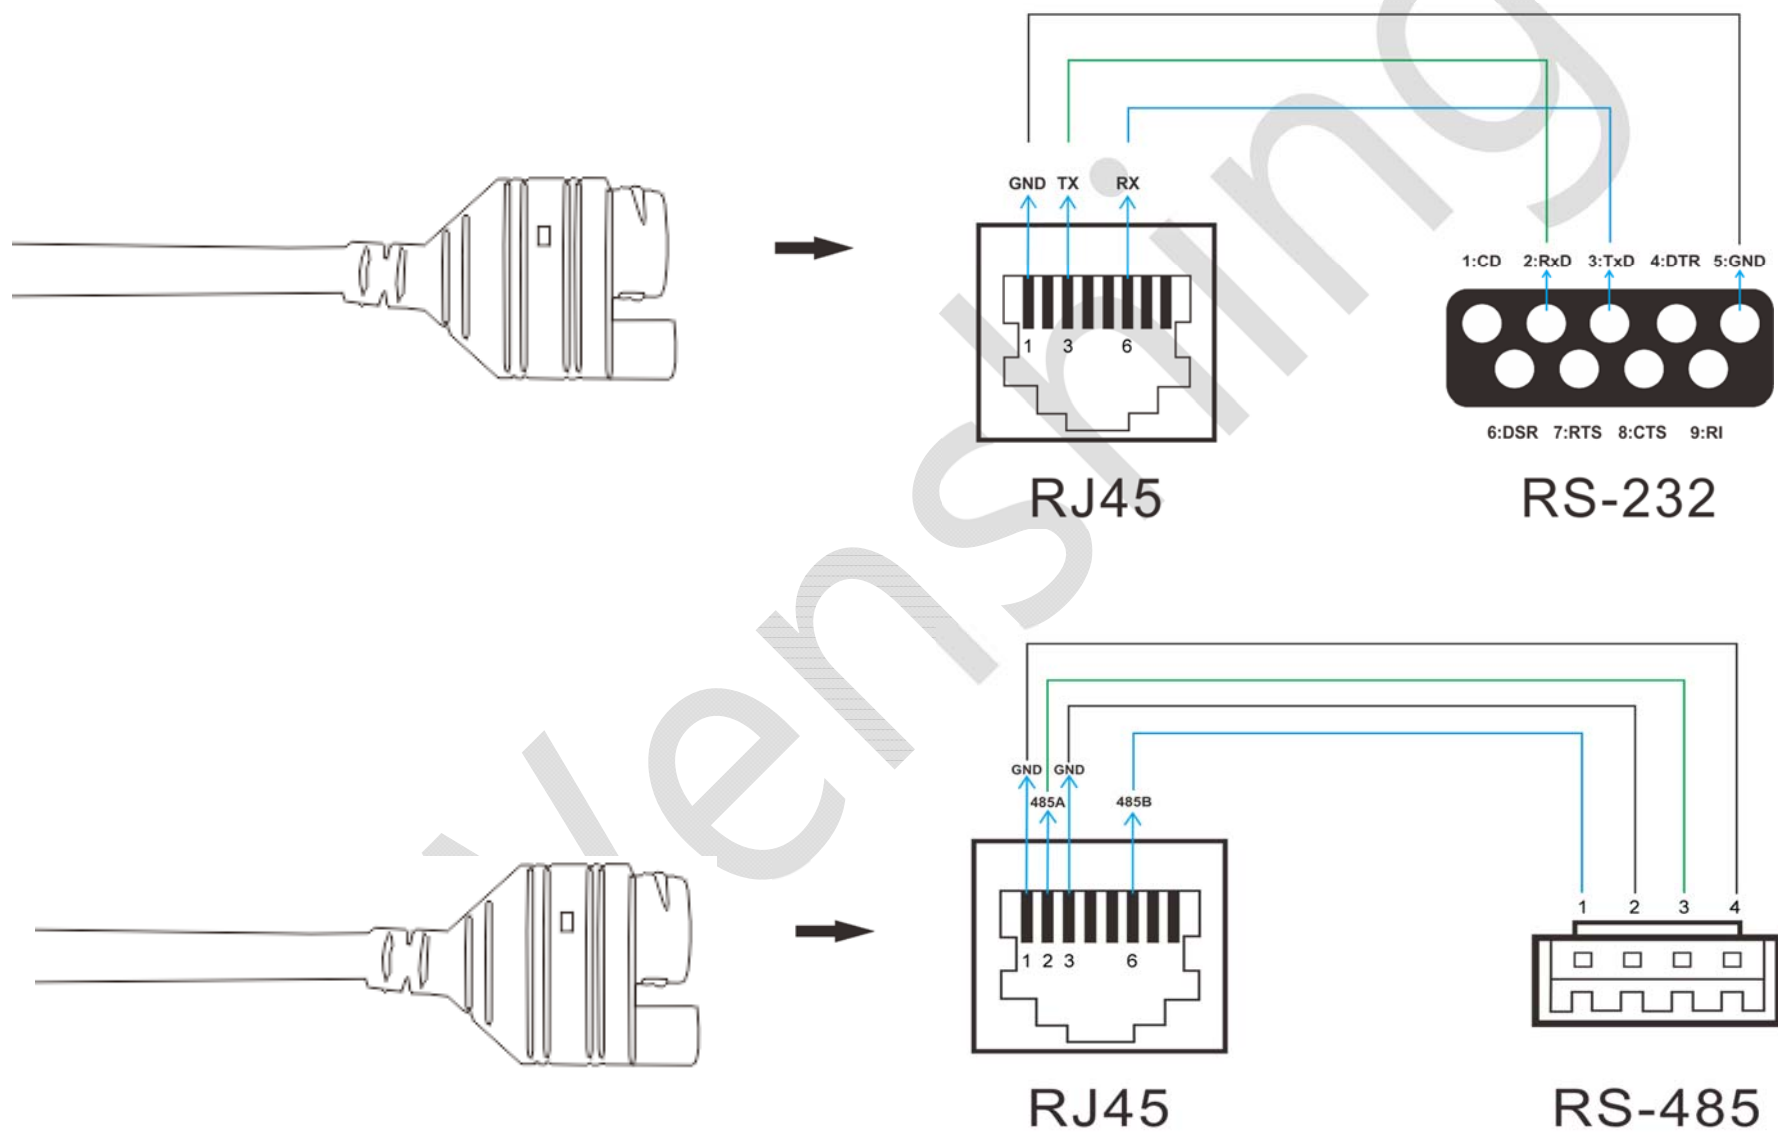 GND TX RX
1:CD 2:RxD 3:TxD 4:DTR 5:GND
1 3 6
6:DSR 7:RTS 8:CTS 9:RI
RJ45
RS-232
GND GND
485A 485B
1 2 3 4
1 2 3 6
RJ45
RS-485
Venshing